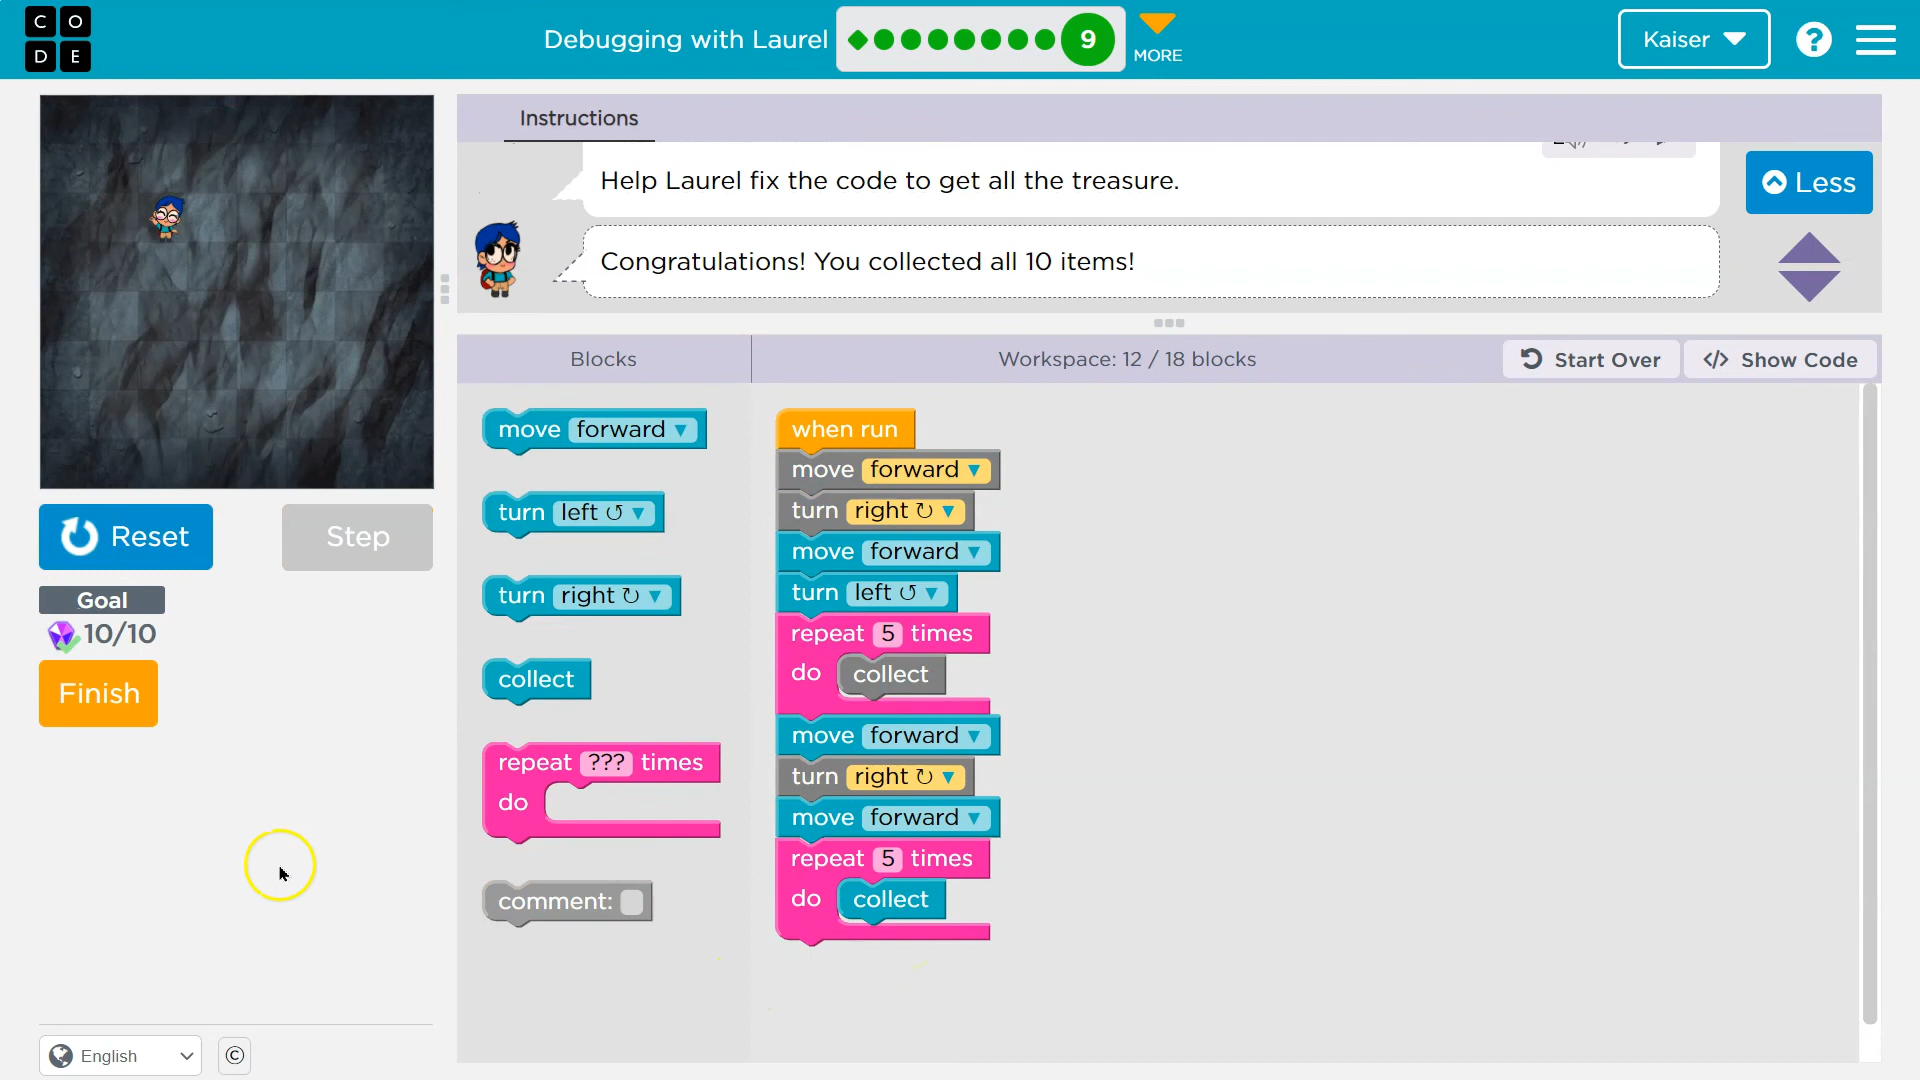 C O
D E
Debugging with Laurel
9
MORE
Kaiser
?
Instructions
Help Laurel fix the code to get all the treasure.
Less
Congratulations! You collected all 10 items!
Blocks
Workspace: 12 / 18 blocks
Start Over
</> Show Code
move forward
turn left
turn right
collect
repeat ??? times
do
comment:
when run
move forward
turn right
move forward
turn left
repeat 5 times
do collect
move forward
turn right
move forward
repeat 5 times
do collect
Reset
Step
Goal
10/10
Finish
English
©